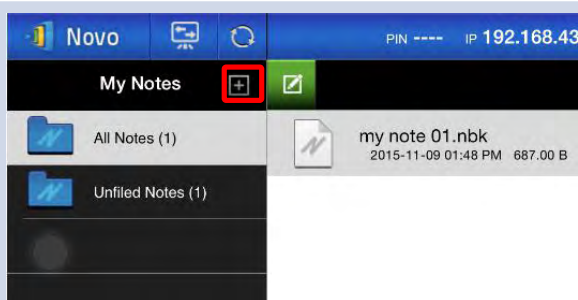 Novo
PIN ---- IP 192.168.43
My Notes
All Notes (1)
my note 01.nbk
2015-11-09 01:48 PM 687.00 B
Unfiled Notes (1)